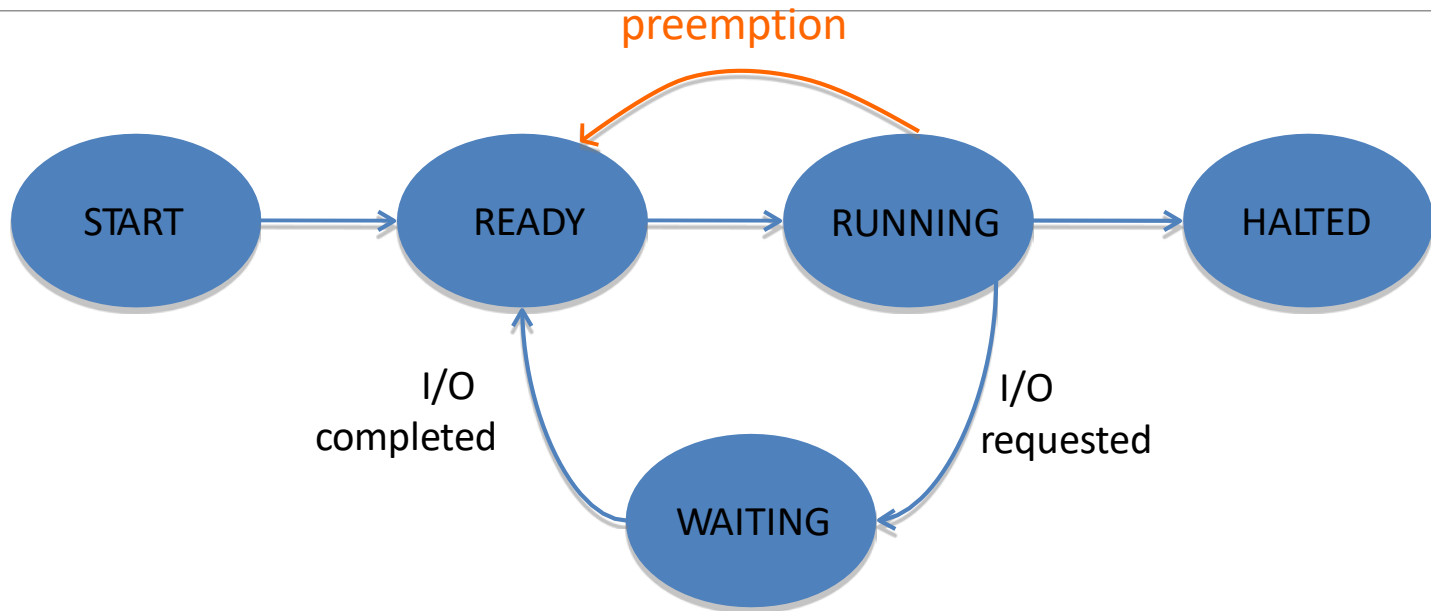 preemption
START
READY
RUNNING
HALTED
I/O
completed
I/O
requested
WAITING